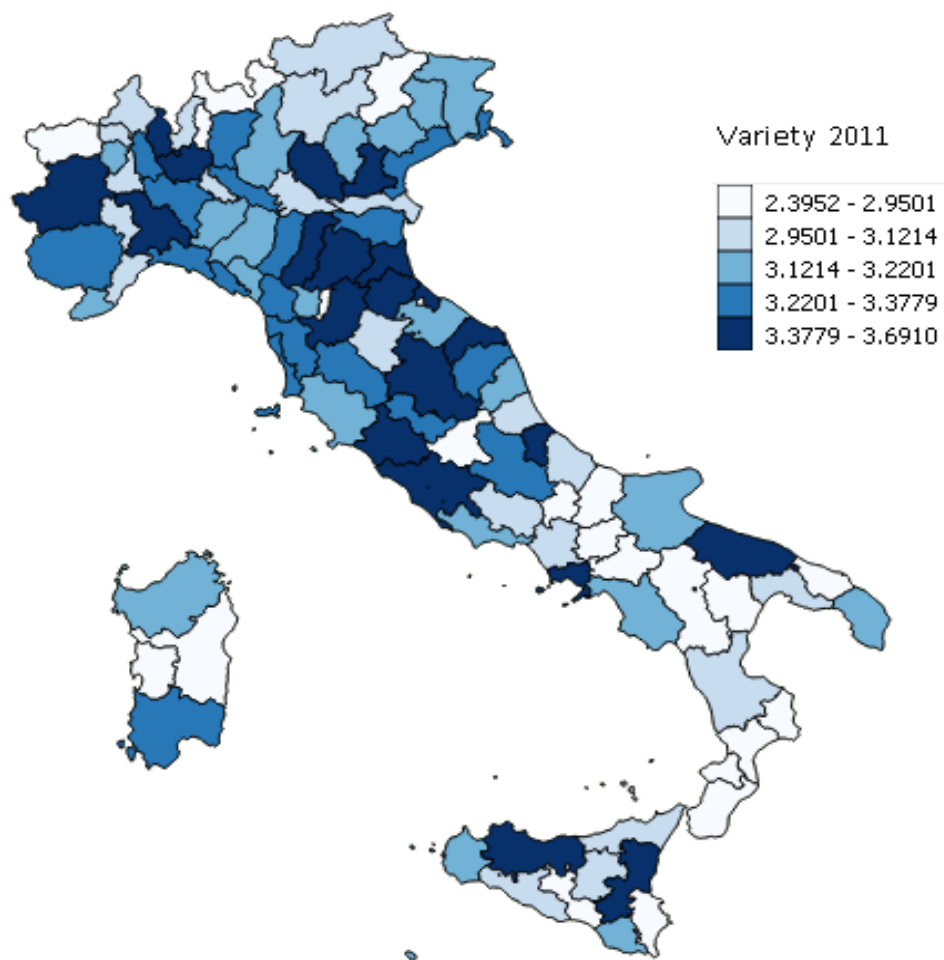 Variety 2011
2.3952 - 2.9501
2.9501 - 3.1214
3.1214 - 3.2201
3.2201 - 3.3779
3.3779 - 3.6910